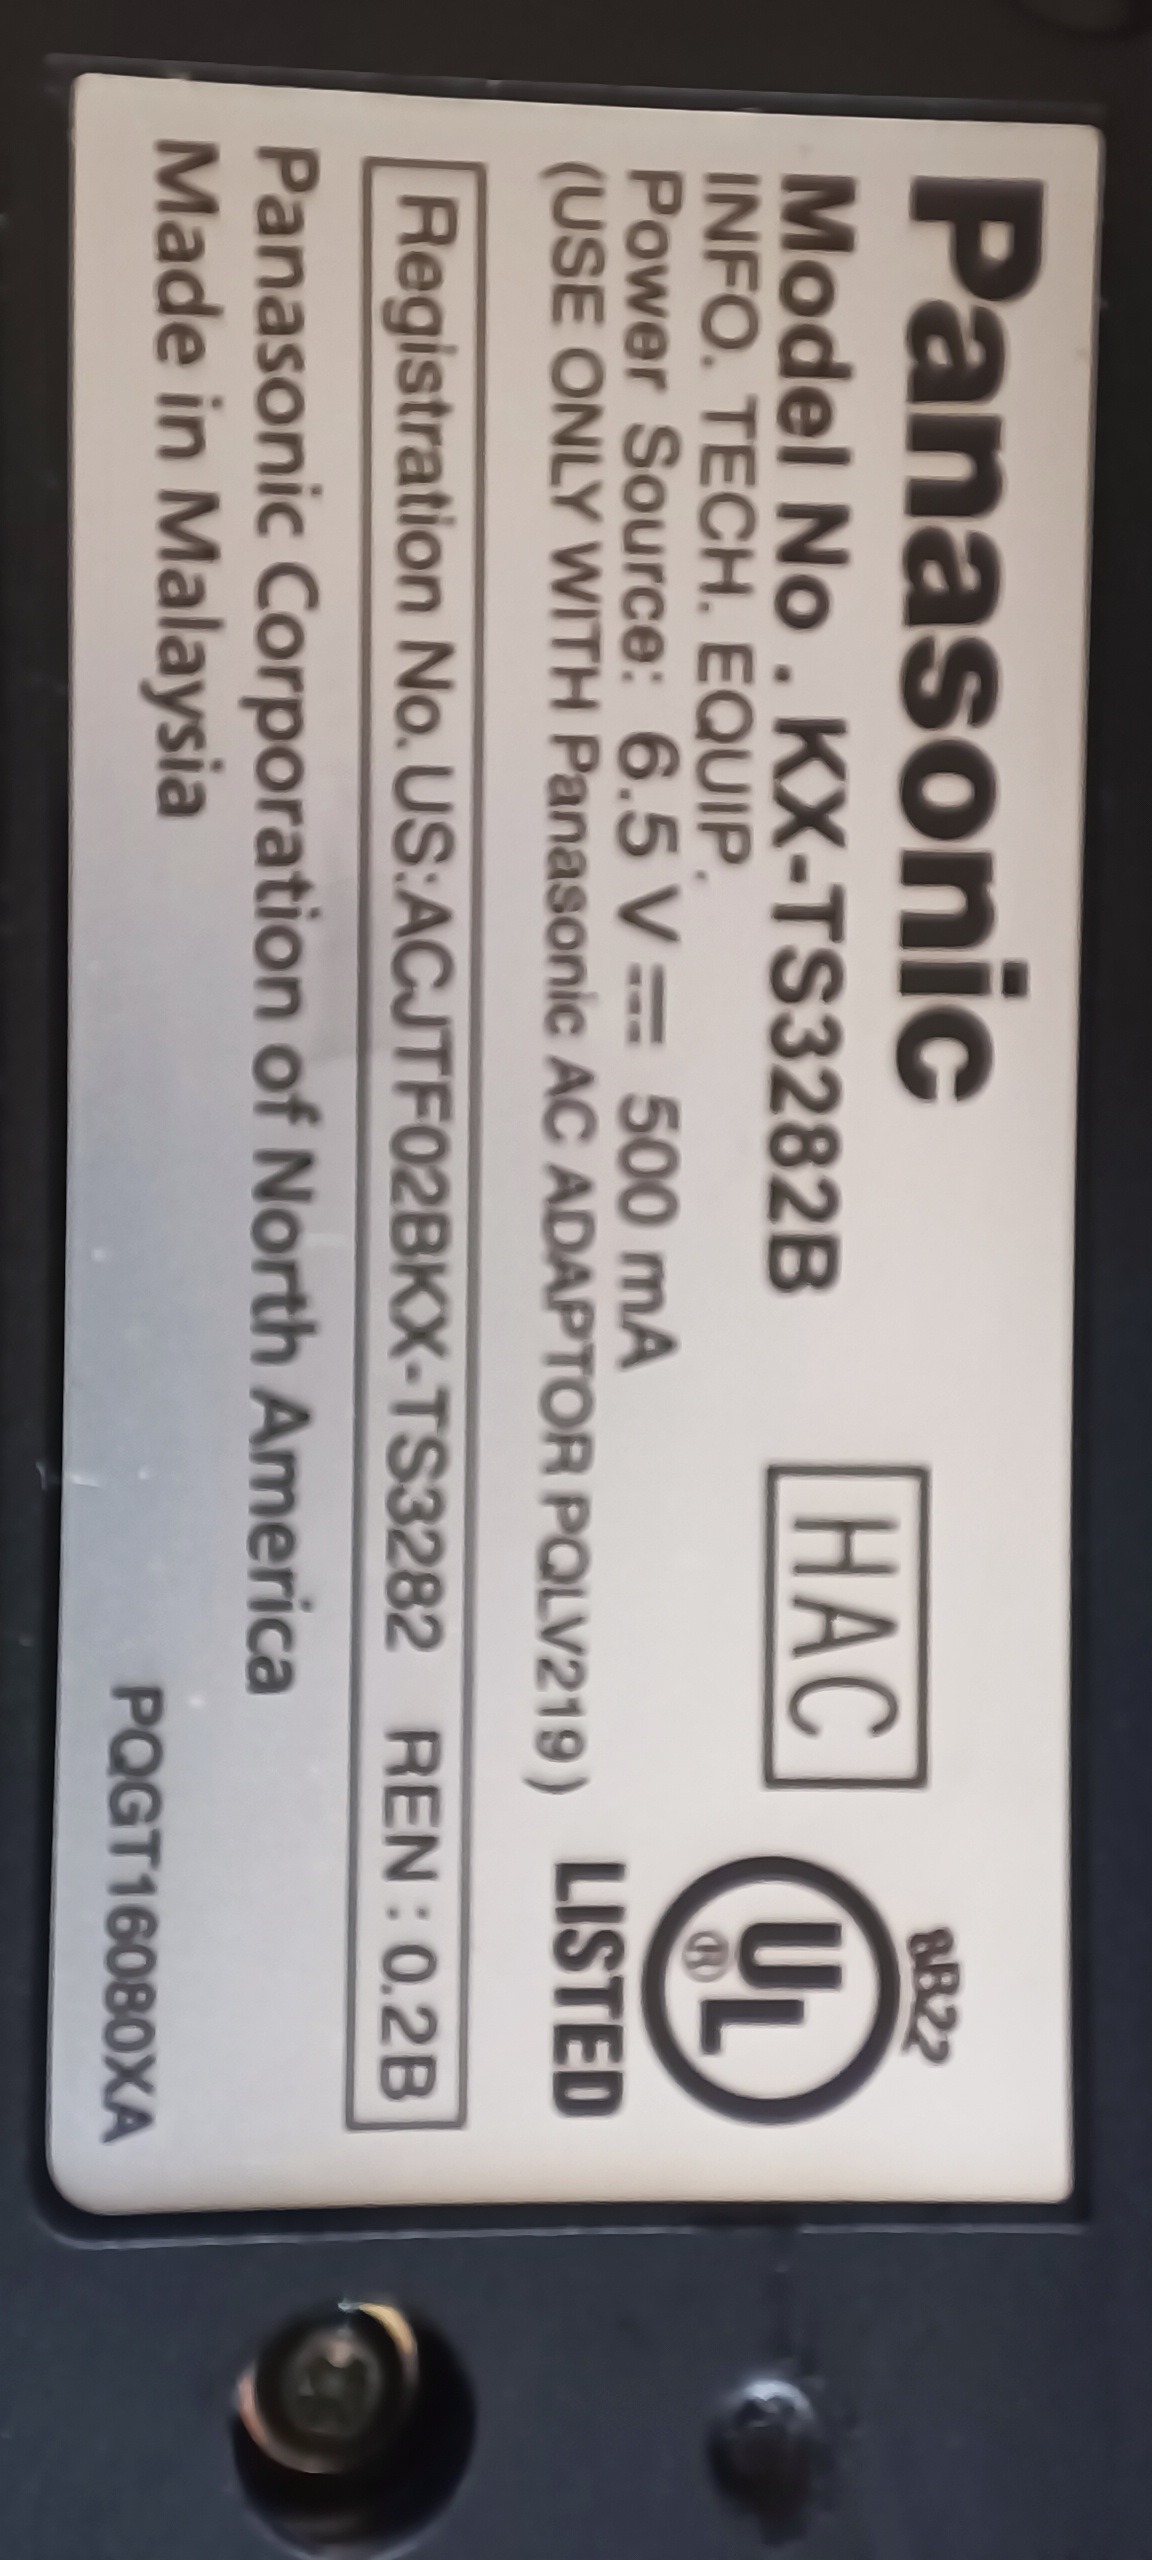 Panasonic
Model No . KX-TS3282B
INFO. TECH. EQUIP.
Power Source: 6.5 V ⎓ 500 mA
(USE ONLY WITH Panasonic AC ADAPTOR PQLV219)
HAC
8B22
UL
®
LISTED
Registration No. US:ACJTF02BKX-TS3282 REN : 0.2B
Panasonic Corporation of North America
Made in Malaysia
PQGT16080XA